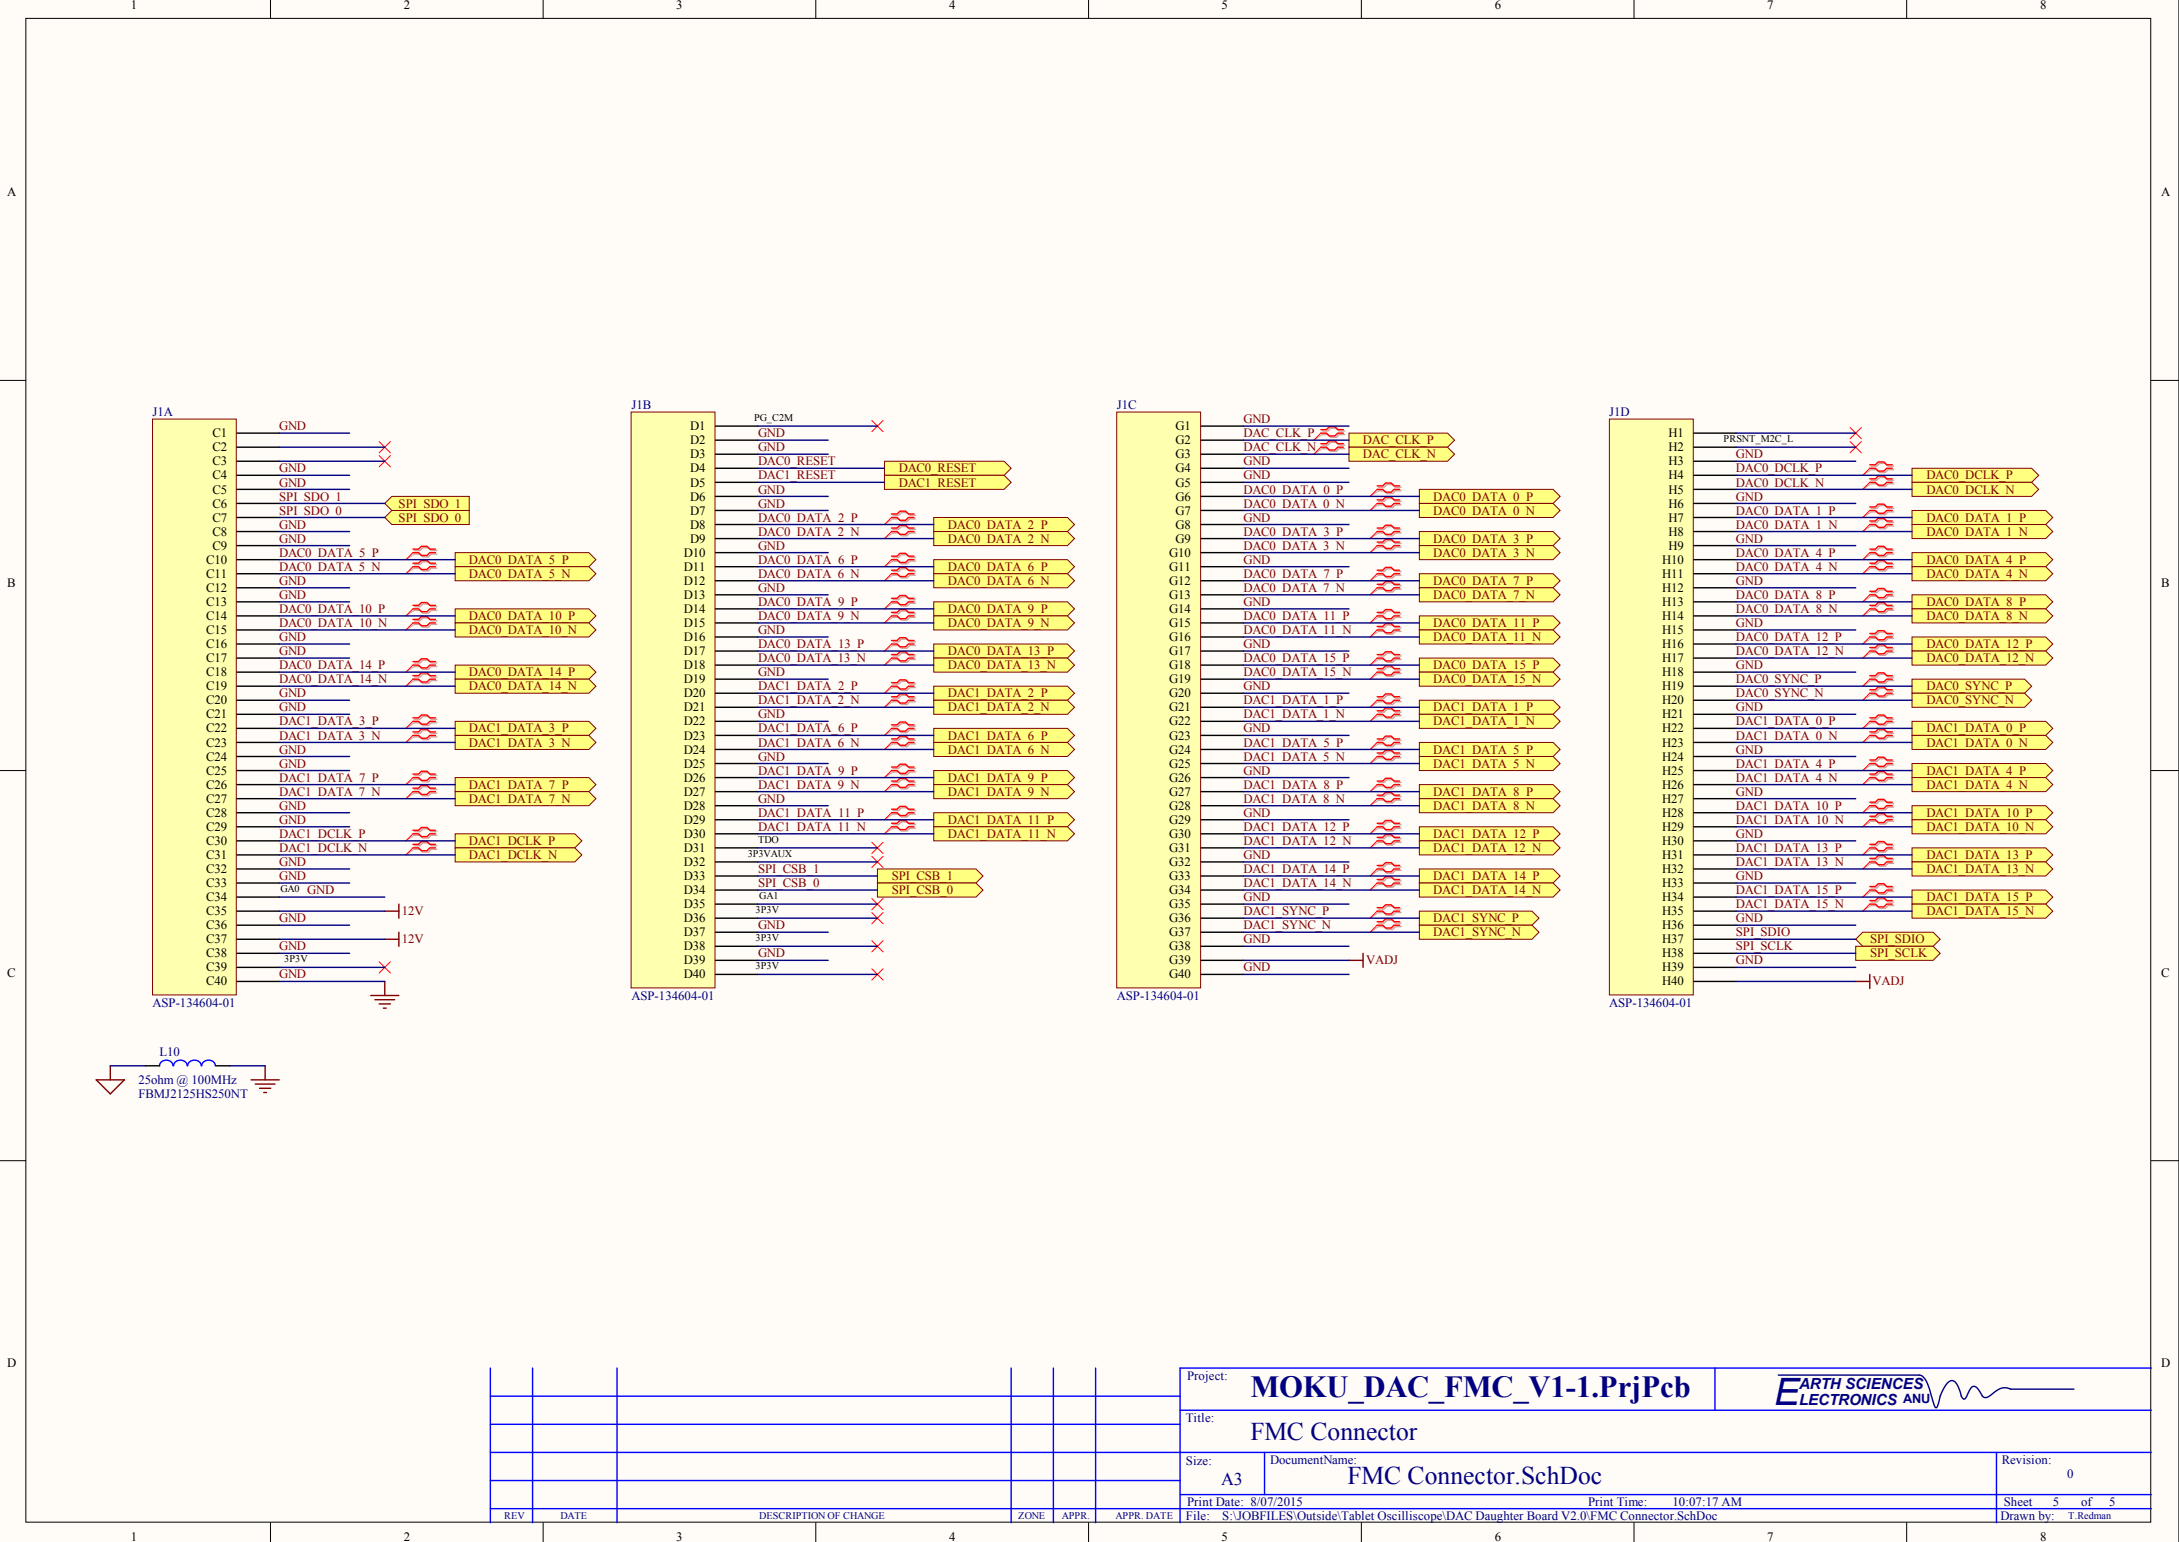 1 2 3 4 5 6 7 8
A A
B B
C C
D D
J1A
C1 GND
C2
C3
C4 GND
C5 GND
C6 SPI_SDO_1 SPI_SDO_1
C7 SPI_SDO_0 SPI_SDO_0
C8 GND
C9 GND
C10 DAC0_DATA_5_P DAC0_DATA_5_P
C11 DAC0_DATA_5_N DAC0_DATA_5_N
C12 GND
C13 GND
C14 DAC0_DATA_10_P DAC0_DATA_10_P
C15 DAC0_DATA_10_N DAC0_DATA_10_N
C16 GND
C17 GND
C18 DAC0_DATA_14_P DAC0_DATA_14_P
C19 DAC0_DATA_14_N DAC0_DATA_14_N
C20 GND
C21 GND
C22 DAC1_DATA_3_P DAC1_DATA_3_P
C23 DAC1_DATA_3_N DAC1_DATA_3_N
C24 GND
C25 GND
C26 DAC1_DATA_7_P DAC1_DATA_7_P
C27 DAC1_DATA_7_N DAC1_DATA_7_N
C28 GND
C29 GND
C30 DAC1_DCLK_P DAC1_DCLK_P
C31 DAC1_DCLK_N DAC1_DCLK_N
C32 GND
C33 GND
C34 GA0 GND
C35 12V
C36 GND
C37 12V
C38 GND
C39 3P3V
C40 GND
ASP-134604-01
L10
25ohm @ 100MHz
FBMJ2125HS250NT
J1B
D1 PG_C2M
D2 GND
D3 GND
D4 DAC0_RESET DAC0_RESET
D5 DAC1_RESET DAC1_RESET
D6 GND
D7 GND
D8 DAC0_DATA_2_P DAC0_DATA_2_P
D9 DAC0_DATA_2_N DAC0_DATA_2_N
D10 GND
D11 DAC0_DATA_6_P DAC0_DATA_6_P
D12 DAC0_DATA_6_N DAC0_DATA_6_N
D13 GND
D14 DAC0_DATA_9_P DAC0_DATA_9_P
D15 DAC0_DATA_9_N DAC0_DATA_9_N
D16 GND
D17 DAC0_DATA_13_P DAC0_DATA_13_P
D18 DAC0_DATA_13_N DAC0_DATA_13_N
D19 GND
D20 DAC1_DATA_2_P DAC1_DATA_2_P
D21 DAC1_DATA_2_N DAC1_DATA_2_N
D22 GND
D23 DAC1_DATA_6_P DAC1_DATA_6_P
D24 DAC1_DATA_6_N DAC1_DATA_6_N
D25 GND
D26 DAC1_DATA_9_P DAC1_DATA_9_P
D27 DAC1_DATA_9_N DAC1_DATA_9_N
D28 GND
D29 DAC1_DATA_11_P DAC1_DATA_11_P
D30 DAC1_DATA_11_N DAC1_DATA_11_N
D31 TDO
D32 3P3VAUX
D33 SPI_CSB_1 SPI_CSB_1
D34 SPI_CSB_0 SPI_CSB_0
D35 GA1
D36 3P3V
D37 GND
D38 3P3V
D39 GND
D40 3P3V
ASP-134604-01
J1C
G1 GND
G2 DAC_CLK_P DAC_CLK_P
G3 DAC_CLK_N DAC_CLK_N
G4 GND
G5 GND
G6 DAC0_DATA_0_P DAC0_DATA_0_P
G7 DAC0_DATA_0_N DAC0_DATA_0_N
G8 GND
G9 DAC0_DATA_3_P DAC0_DATA_3_P
G10 DAC0_DATA_3_N DAC0_DATA_3_N
G11 GND
G12 DAC0_DATA_7_P DAC0_DATA_7_P
G13 DAC0_DATA_7_N DAC0_DATA_7_N
G14 GND
G15 DAC0_DATA_11_P DAC0_DATA_11_P
G16 DAC0_DATA_11_N DAC0_DATA_11_N
G17 GND
G18 DAC0_DATA_15_P DAC0_DATA_15_P
G19 DAC0_DATA_15_N DAC0_DATA_15_N
G20 GND
G21 DAC1_DATA_1_P DAC1_DATA_1_P
G22 DAC1_DATA_1_N DAC1_DATA_1_N
G23 GND
G24 DAC1_DATA_5_P DAC1_DATA_5_P
G25 DAC1_DATA_5_N DAC1_DATA_5_N
G26 GND
G27 DAC1_DATA_8_P DAC1_DATA_8_P
G28 DAC1_DATA_8_N DAC1_DATA_8_N
G29 GND
G30 DAC1_DATA_12_P DAC1_DATA_12_P
G31 DAC1_DATA_12_N DAC1_DATA_12_N
G32 GND
G33 DAC1_DATA_14_P DAC1_DATA_14_P
G34 DAC1_DATA_14_N DAC1_DATA_14_N
G35 GND
G36 DAC1_SYNC_P DAC1_SYNC_P
G37 DAC1_SYNC_N DAC1_SYNC_N
G38 GND
G39 VADJ
G40 GND
ASP-134604-01
J1D
H1
H2 PRSNT_M2C_L
H3 GND
H4 DAC0_DCLK_P DAC0_DCLK_P
H5 DAC0_DCLK_N DAC0_DCLK_N
H6 GND
H7 DAC0_DATA_1_P DAC0_DATA_1_P
H8 DAC0_DATA_1_N DAC0_DATA_1_N
H9 GND
H10 DAC0_DATA_4_P DAC0_DATA_4_P
H11 DAC0_DATA_4_N DAC0_DATA_4_N
H12 GND
H13 DAC0_DATA_8_P DAC0_DATA_8_P
H14 DAC0_DATA_8_N DAC0_DATA_8_N
H15 GND
H16 DAC0_DATA_12_P DAC0_DATA_12_P
H17 DAC0_DATA_12_N DAC0_DATA_12_N
H18 GND
H19 DAC0_SYNC_P DAC0_SYNC_P
H20 DAC0_SYNC_N DAC0_SYNC_N
H21 GND
H22 DAC1_DATA_0_P DAC1_DATA_0_P
H23 DAC1_DATA_0_N DAC1_DATA_0_N
H24 GND
H25 DAC1_DATA_4_P DAC1_DATA_4_P
H26 DAC1_DATA_4_N DAC1_DATA_4_N
H27 GND
H28 DAC1_DATA_10_P DAC1_DATA_10_P
H29 DAC1_DATA_10_N DAC1_DATA_10_N
H30 GND
H31 DAC1_DATA_13_P DAC1_DATA_13_P
H32 DAC1_DATA_13_N DAC1_DATA_13_N
H33 GND
H34 DAC1_DATA_15_P DAC1_DATA_15_P
H35 DAC1_DATA_15_N DAC1_DATA_15_N
H36 GND
H37 SPI_SDIO SPI_SDIO
H38 SPI_SCLK SPI_SCLK
H39 GND
H40 VADJ
ASP-134604-01
REV DATE DESCRIPTION OF CHANGE ZONE APPR. APPR. DATE
Project: MOKU_DAC_FMC_V1-1.PrjPcb
EARTH SCIENCES
ELECTRONICS ANU
Title: FMC Connector
Size: A3 DocumentName: FMC Connector.SchDoc Revision: 0
Print Date: 8/07/2015 Print Time: 10:07:17 AM Sheet 5 of 5
File: S:\JOBFILES\Outside\Tablet Oscilliscope\DAC Daughter Board V2.0\FMC Connector.SchDoc Drawn by: T.Redman
1 2 3 4 5 6 7 8